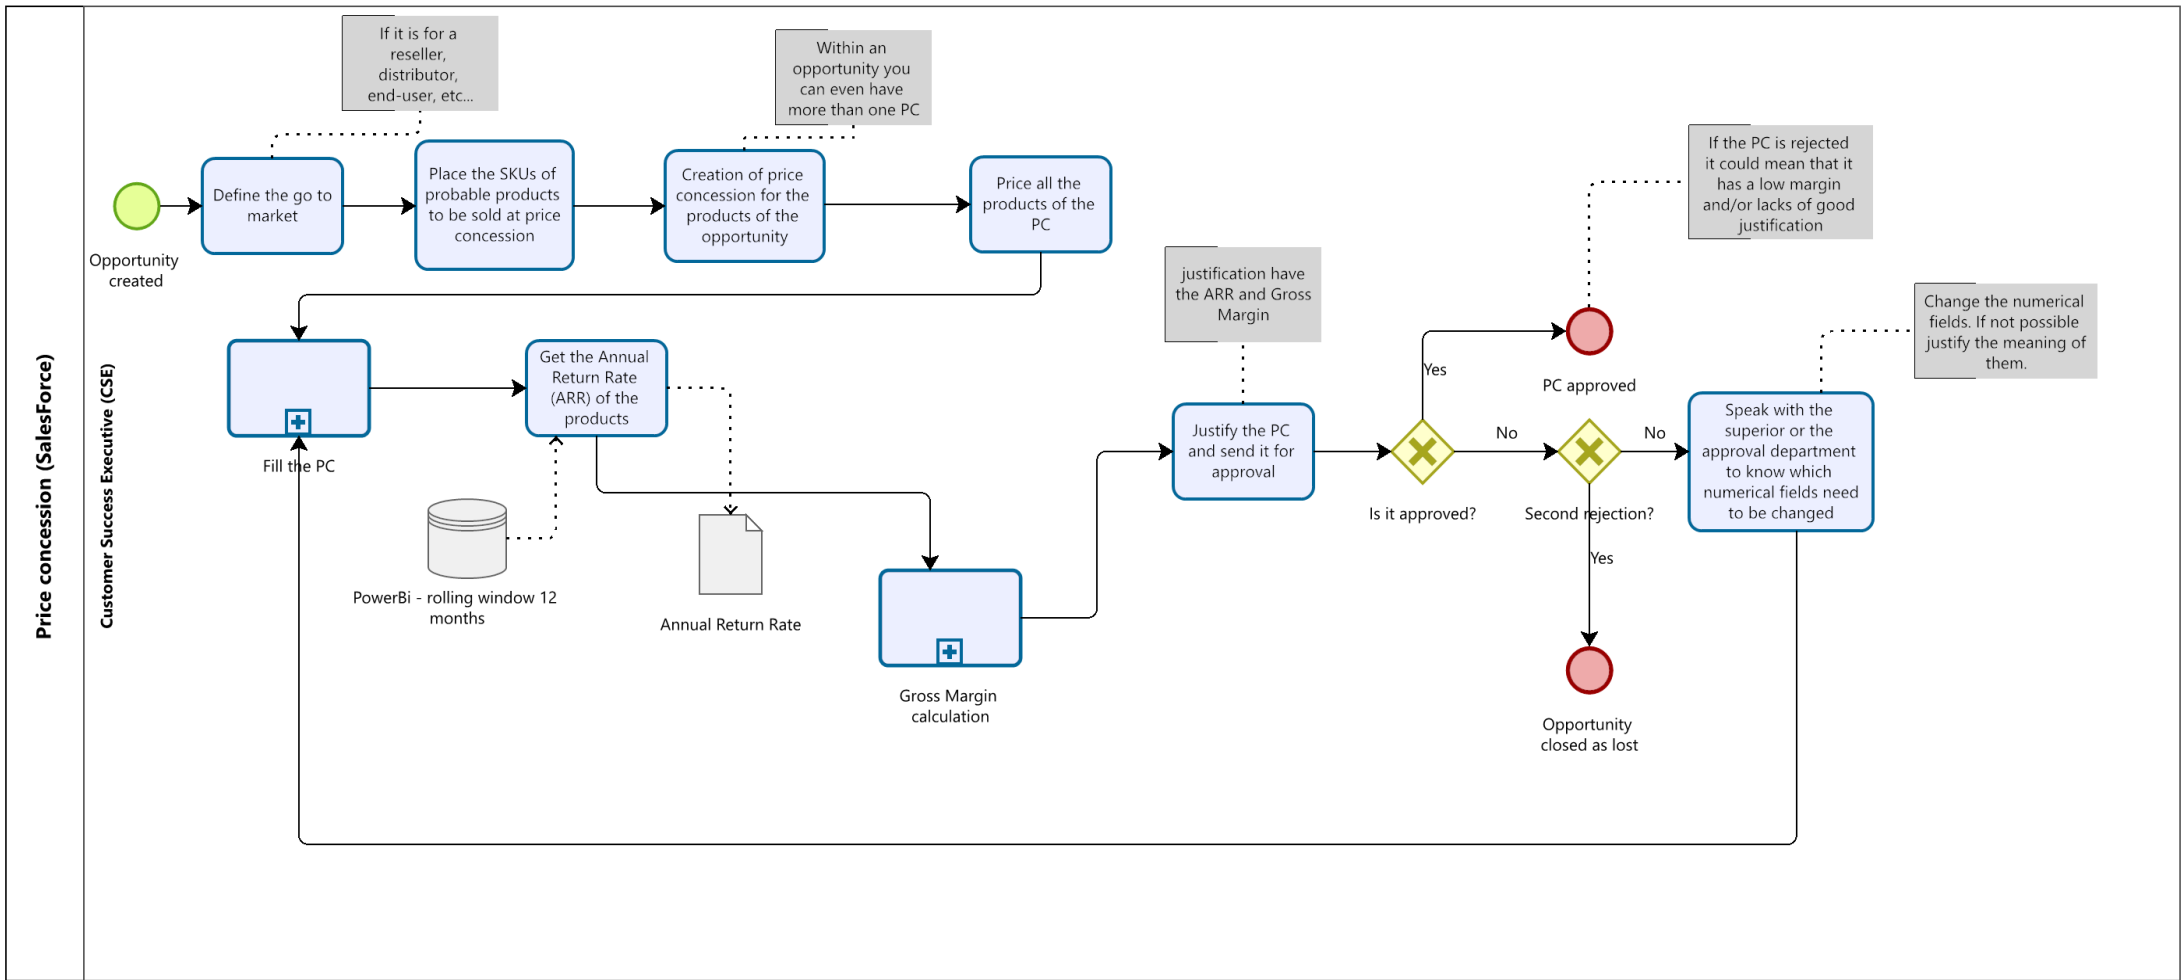 Price concession (SalesForce)
Customer Success Executive (CSE)
If it is for a
reseller,
distributor,
end-user, etc...
Within an
opportunity you
can even have
more than one PC
Opportunity
created
Define the go to
market
Place the SKUs of
probable products
to be sold at price
concession
Creation of price
concession for the
products of the
opportunity
Price all the
products of the
PC
If the PC is rejected
it could mean that it
has a low margin
and/or lacks of good
justification
justification have
the ARR and Gross
Margin
Change the numerical
fields. If not possible
justify the meaning of
them.
Fill the PC
Get the Annual
Return Rate
(ARR) of the
products
PowerBi - rolling window 12
months
Annual Return Rate
Gross Margin
calculation
Justify the PC
and send it for
approval
Is it approved?
Yes
PC approved
No
Second rejection?
No
Yes
Opportunity
closed as lost
Speak with the
superior or the
approval department
to know which
numerical fields need
to be changed